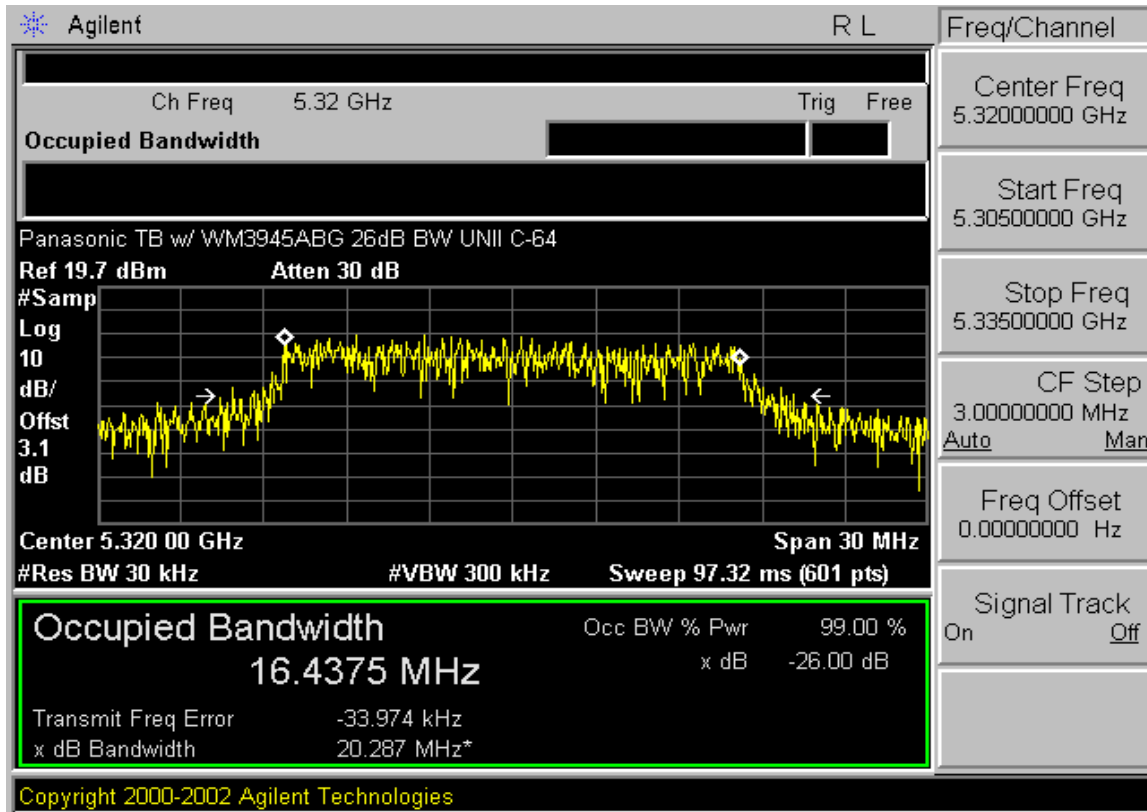 Agilent R L
Ch Freq 5.32 GHz Trig Free
Occupied Bandwidth
Panasonic TB w/ WM3945ABG 26dB BW UNII C-64
Ref 19.7 dBm Atten 30 dB
#Samp
Log
10
dB/
Offst
3.1
dB
Center 5.320 00 GHz Span 30 MHz
#Res BW 30 kHz #VBW 300 kHz Sweep 97.32 ms (601 pts)
Occupied Bandwidth
16.4375 MHz
Occ BW % Pwr 99.00 %
x dB -26.00 dB
Transmit Freq Error -33.974 kHz
x dB Bandwidth 20.287 MHz*
Copyright 2000-2002 Agilent Technologies
Freq/Channel
Center Freq
5.32000000 GHz
Start Freq
5.30500000 GHz
Stop Freq
5.33500000 GHz
CF Step
3.00000000 MHz
Auto Man
Freq Offset
0.00000000 Hz
Signal Track
On Off